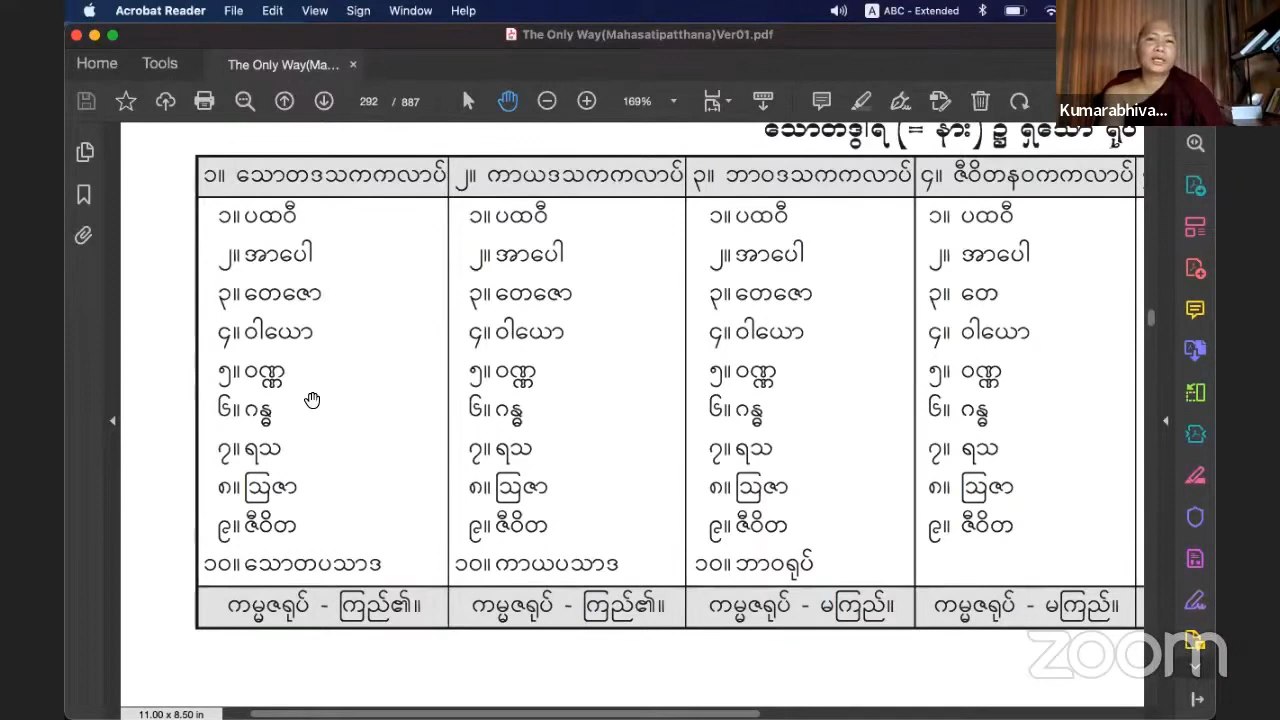 Acrobat Reader File Edit View Sign Window Help ABC - Extended
The Only Way(Mahasatipatthana)Ver01.pdf
Home Tools The Only Way(Ma... ×
292 / 887 169%
Kumarabhiva...
သောတဒွါရ (= နား) ၌ ရှိသော ရုပ်
၁။ သောတဒသကကလာပ် ၂။ ကာယဒသကကလာပ် ၃။ ဘာဝဒသကကလာပ် ၄။ ဇီဝိတနဝကကလာပ်
၁။ ပထဝီ ၁။ ပထဝီ ၁။ ပထဝီ ၁။ ပထဝီ
၂။ အာပေါ ၂။ အာပေါ ၂။ အာပေါ ၂။ အာပေါ
၃။ တေဇော ၃။ တေဇော ၃။ တေဇော ၃။ တေ
၄။ ဝါယော ၄။ ဝါယော ၄။ ဝါယော ၄။ ဝါယော
၅။ ဝဏ္ဏ ၅။ ဝဏ္ဏ ၅။ ဝဏ္ဏ ၅။ ဝဏ္ဏ
၆။ ဂန္ဓ ၆။ ဂန္ဓ ၆။ ဂန္ဓ ၆။ ဂန္ဓ
၇။ ရသ ၇။ ရသ ၇။ ရသ ၇။ ရသ
၈။ ဩဇာ ၈။ ဩဇာ ၈။ ဩဇာ ၈။ ဩဇာ
၉။ ဇီဝိတ ၉။ ဇီဝိတ ၉။ ဇီဝိတ ၉။ ဇီဝိတ
၁၀။ သောတပသာဒ ၁၀။ ကာယပသာဒ ၁၀။ ဘာဝရုပ်
ကမ္မဇရုပ် - ကြည်၏။ ကမ္မဇရုပ် - ကြည်၏။ ကမ္မဇရုပ် - မကြည်။ ကမ္မဇရုပ် - မကြည်။
zoom
11.00 x 8.50 in